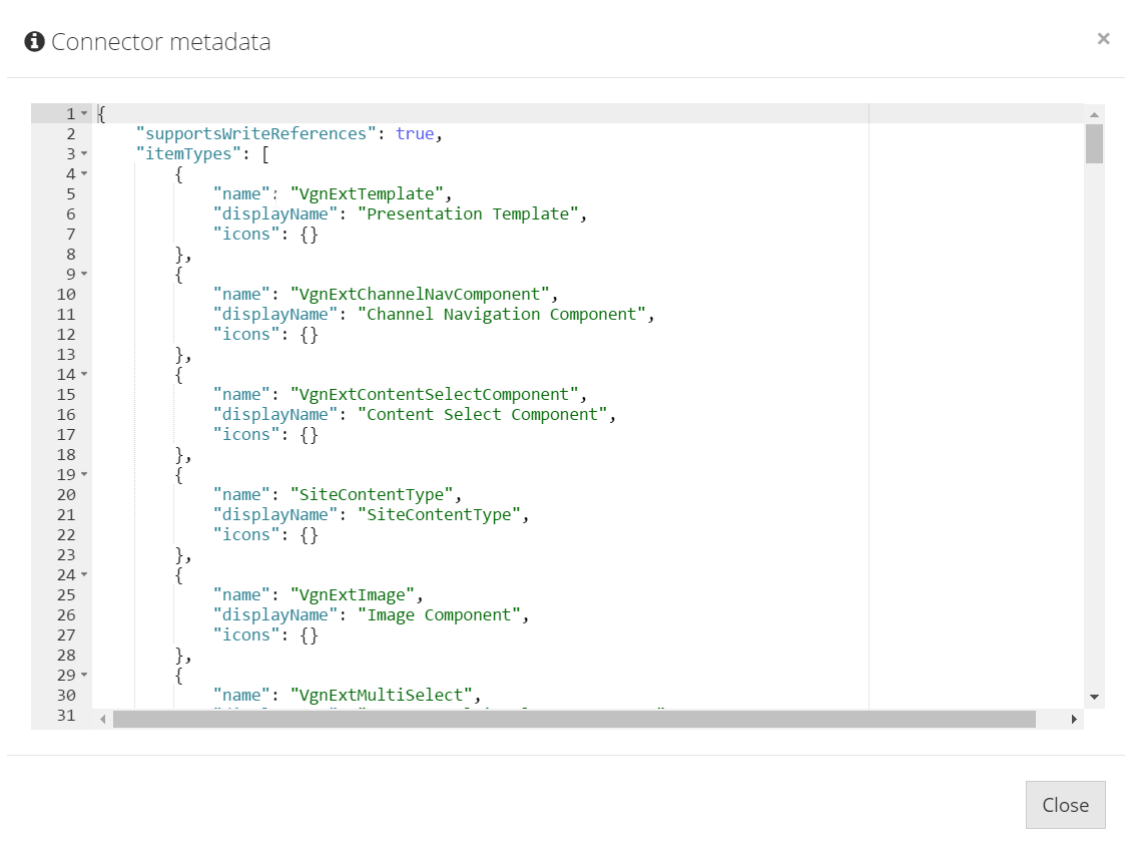 Connector metadata ×
1 {
2 "supportsWriteReferences": true,
3 "itemTypes": [
4 {
5 "name": "VgnExtTemplate",
6 "displayName": "Presentation Template",
7 "icons": {}
8 },
9 {
10 "name": "VgnExtChannelNavComponent",
11 "displayName": "Channel Navigation Component",
12 "icons": {}
13 },
14 {
15 "name": "VgnExtContentSelectComponent",
16 "displayName": "Content Select Component",
17 "icons": {}
18 },
19 {
20 "name": "SiteContentType",
21 "displayName": "SiteContentType",
22 "icons": {}
23 },
24 {
25 "name": "VgnExtImage",
26 "displayName": "Image Component",
27 "icons": {}
28 },
29 {
30 "name": "VgnExtMultiSelect",
31
Close